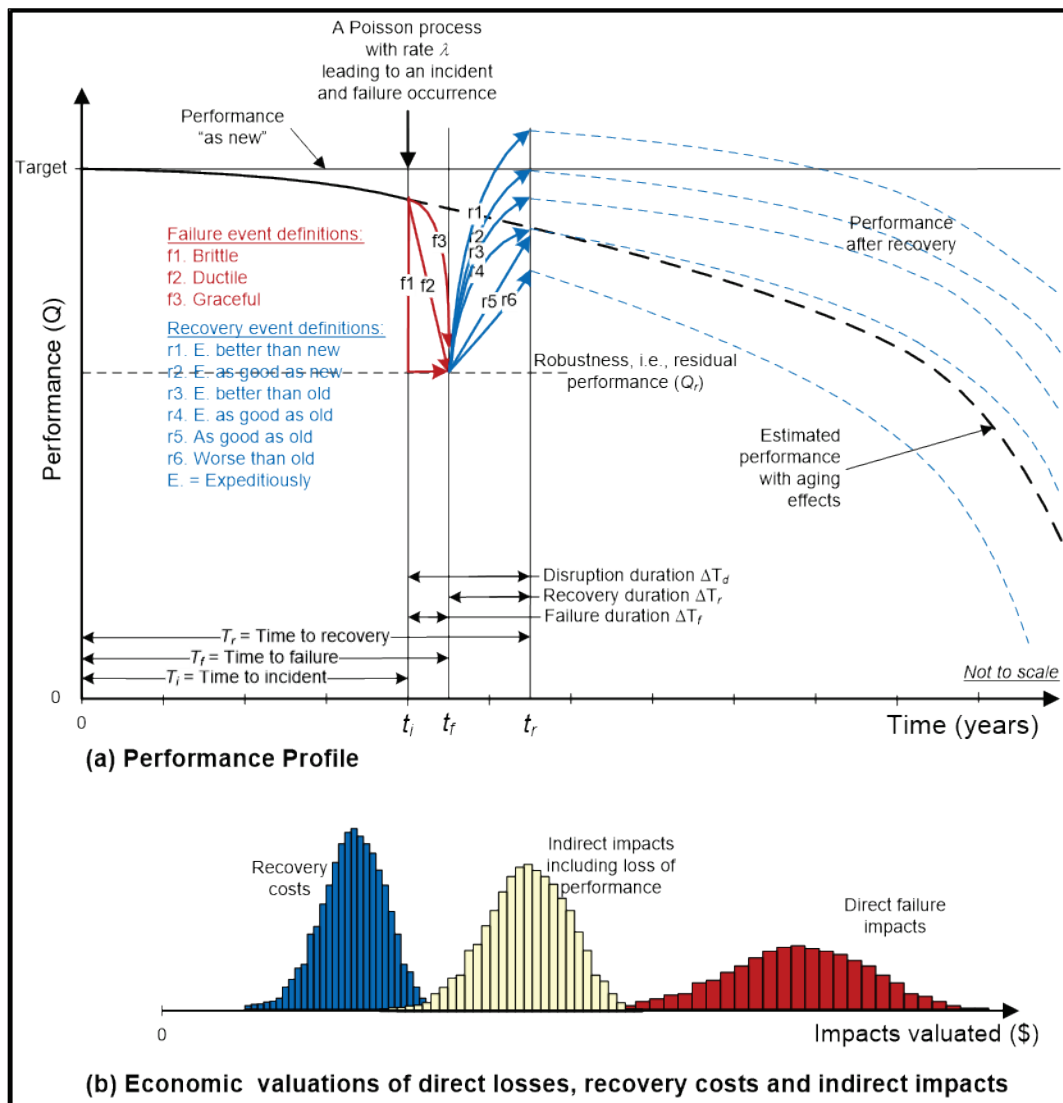 A Poisson process
with rate λ
leading to an incident
and failure occurrence
Performance
“as new”
Target
Performance (Q)
Failure event definitions:
f1. Brittle
f2. Ductile
f3. Graceful
Recovery event definitions:
r1. E. better than new
r2. E. as good as new
r3. E. better than old
r4. E. as good as old
r5. As good as old
r6. Worse than old
E. = Expeditiously
f1
f2
f3
r1
r2
r3
r4
r5
r6
Performance
after recovery
Robustness, i.e., residual
performance (Qr)
Estimated
performance
with aging
effects
Disruption duration ΔTd
Recovery duration ΔTr
Failure duration ΔTf
Tr = Time to recovery
Tf = Time to failure
Ti = Time to incident
Not to scale
0
0
ti
tf
tr
Time (years)
(a) Performance Profile
Recovery
costs
Indirect impacts
including loss of
performance
Direct failure
impacts
0
Impacts valuated ($)
(b) Economic valuations of direct losses, recovery costs and indirect impacts